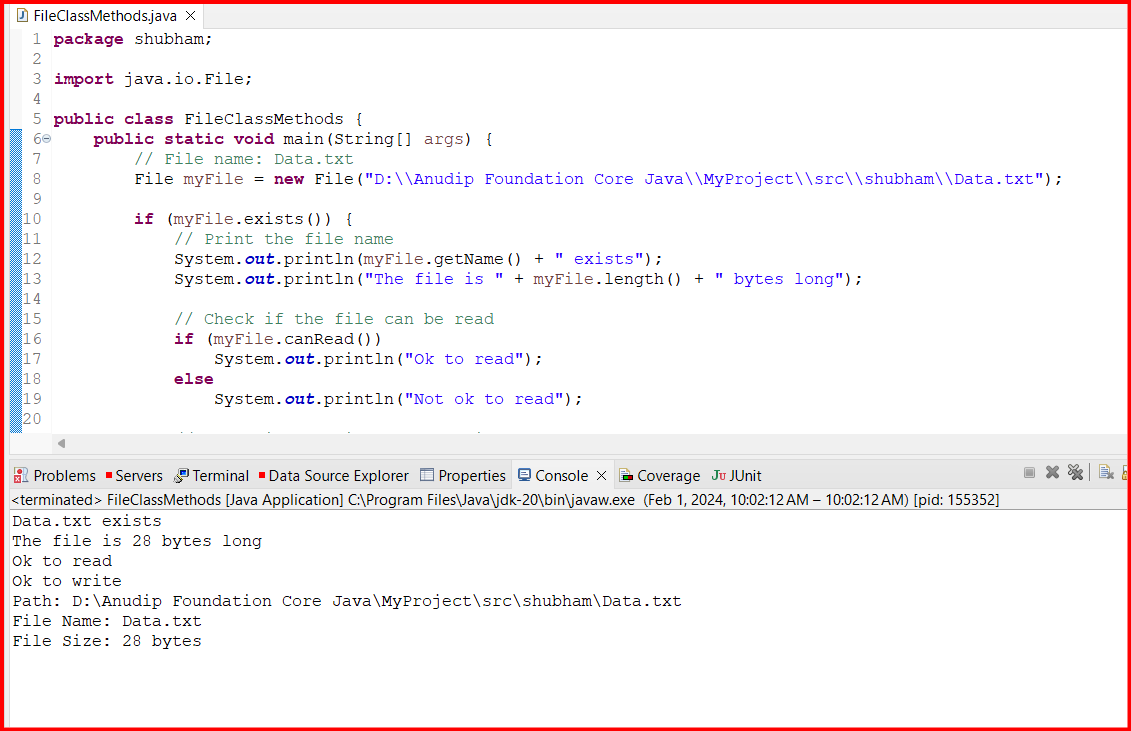 FileClassMethods.java
1 package shubham;
2
3 import java.io.File;
4
5 public class FileClassMethods {
6     public static void main(String[] args) {
7         // File name: Data.txt
8         File myFile = new File("D:\\Anudip Foundation Core Java\\MyProject\\src\\shubham\\Data.txt");
9
10         if (myFile.exists()) {
11             // Print the file name
12             System.out.println(myFile.getName() + " exists");
13             System.out.println("The file is " + myFile.length() + " bytes long");
14
15             // Check if the file can be read
16             if (myFile.canRead())
17                 System.out.println("Ok to read");
18             else
19                 System.out.println("Not ok to read");
20
Problems Servers Terminal Data Source Explorer Properties Console Coverage JUnit
<terminated> FileClassMethods [Java Application] C:\Program Files\Java\jdk-20\bin\javaw.exe (Feb 1, 2024, 10:02:12 AM – 10:02:12 AM) [pid: 155352]
Data.txt exists
The file is 28 bytes long
Ok to read
Ok to write
Path: D:\Anudip Foundation Core Java\MyProject\src\shubham\Data.txt
File Name: Data.txt
File Size: 28 bytes